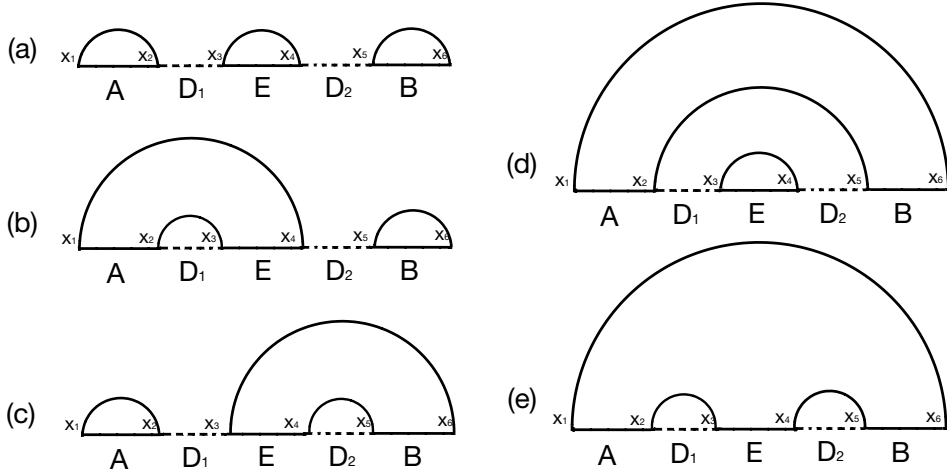 (a)
x₁ x₂ x₃ x₄ x₅ x₆
A D₁ E D₂ B
(b)
x₁ x₂ x₃ x₄ x₅ x₆
A D₁ E D₂ B
(c)
x₁ x₂ x₃ x₄ x₅ x₆
A D₁ E D₂ B
(d)
x₁ x₂ x₃ x₄ x₅ x₆
A D₁ E D₂ B
(e)
x₁ x₂ x₃ x₄ x₅ x₆
A D₁ E D₂ B